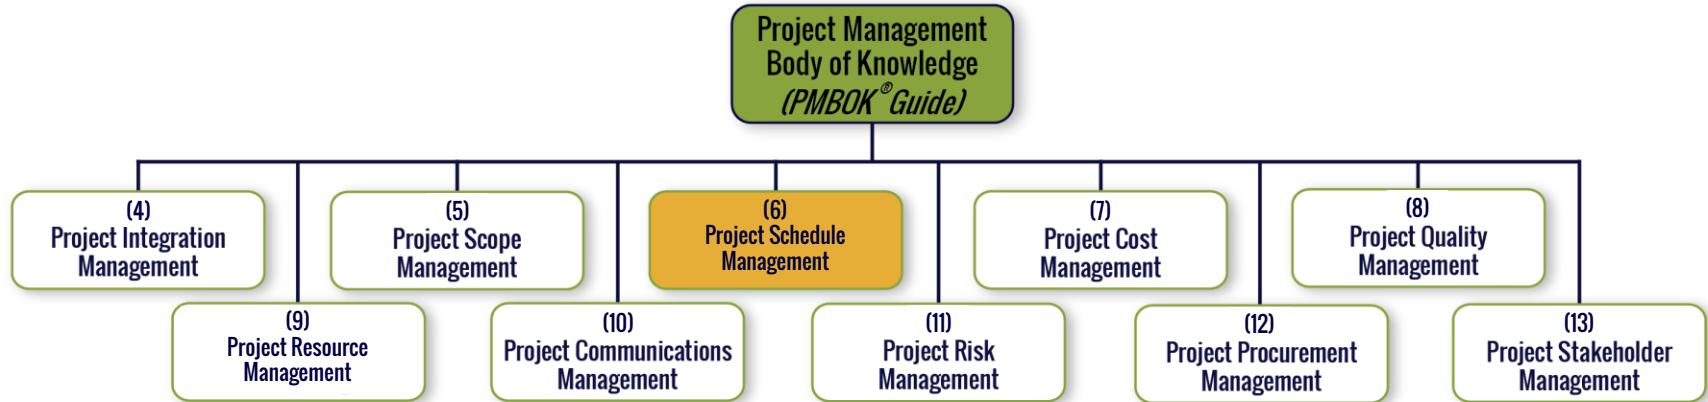 Project Management
Body of Knowledge
(PMBOK® Guide)
(4)
Project Integration
Management
(5)
Project Scope
Management
(6)
Project Schedule
Management
(7)
Project Cost
Management
(8)
Project Quality
Management
(9)
Project Resource
Management
(10)
Project Communications
Management
(11)
Project Risk
Management
(12)
Project Procurement
Management
(13)
Project Stakeholder
Management